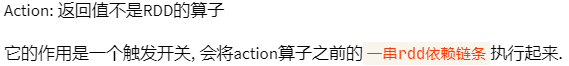 Action: 返回值不是RDD的算子
它的作用是一个触发开关, 会将action算子之前的 一串rdd依赖链条 执行起来.